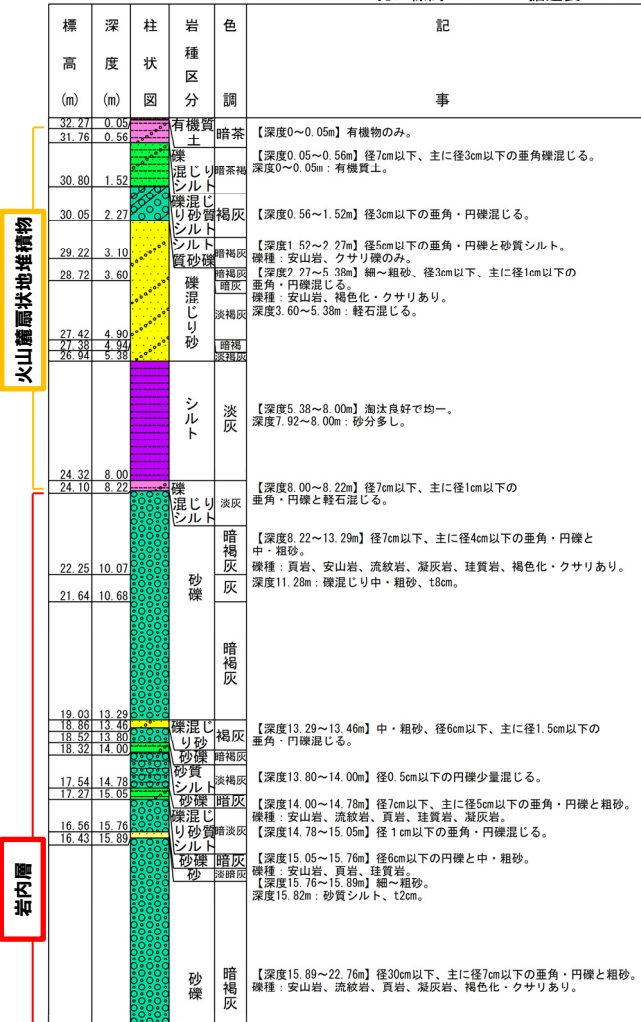 標高(m)
深度(m)
柱状図
岩種区分
色調
記事
火山麓扇状地堆積物
岩内層
32.27 0.05
31.76 0.56
30.80 1.52
30.05 2.27
29.22 3.10
28.72 3.60
27.42 4.90
27.38 4.94
26.94 5.38
24.32 8.00
24.10 8.22
22.25 10.07
21.64 10.68
19.03 13.29
18.86 13.46
18.52 13.80
18.32 14.00
17.54 14.78
17.27 15.05
16.56 15.76
16.43 15.89
有機質土
礫混じりシルト
礫混じり砂質シルト
シルト質砂礫
礫混じり砂
シルト
礫混じりシルト
砂礫
礫混じり砂
砂礫
砂質シルト
砂礫
礫混じり砂質シルト
砂礫
砂
砂礫
暗茶
暗茶褐
褐灰
暗褐灰
暗褐灰
暗灰
淡褐灰
暗褐
淡褐灰
淡灰
淡灰
暗褐灰
灰
暗褐灰
褐灰
暗褐灰
淡褐灰
暗灰
暗淡灰
暗灰
淡暗灰
暗褐灰
【深度0～0.05m】有機物のみ。
【深度0.05～0.56m】径7cm以下、主に径3cm以下の亜角礫混じる。
深度0～0.05m：有機質土。
【深度0.56～1.52m】径3cm以下の亜角・円礫混じる。
【深度1.52～2.27m】径5cm以下の亜角・円礫と砂質シルト。
礫種：安山岩、クサリ礫のみ。
【深度2.27～5.38m】細～粗砂、径3cm以下、主に径1cm以下の
亜角・円礫混じる。
礫種：安山岩、褐色化・クサリあり。
深度3.60～5.38m：軽石混じる。
【深度5.38～8.00m】淘汰良好で均一。
深度7.92～8.00m：砂分多し。
【深度8.00～8.22m】径7cm以下、主に径1cm以下の
亜角・円礫と軽石混じる。
【深度8.22～13.29m】径7cm以下、主に径4cm以下の亜角・円礫と
中・粗砂。
礫種：頁岩、安山岩、流紋岩、凝灰岩、珪質岩、褐色化・クサリあり。
深度11.28m：礫混じり中・粗砂、t8cm。
【深度13.29～13.46m】中・粗砂、径6cm以下、主に径1.5cm以下の
亜角・円礫混じる。
【深度13.80～14.00m】径0.5cm以下の円礫少量混じる。
【深度14.00～14.78m】径7cm以下、主に径5cm以下の亜角・円礫と粗砂。
礫種：安山岩、流紋岩、頁岩、珪質岩、凝灰岩。
【深度14.78～15.05m】径１cm以下の亜角・円礫混じる。
【深度15.05～15.76m】径6cm以下の円礫と中・粗砂。
礫種：安山岩、頁岩、珪質岩。
【深度15.76～15.89m】細～粗砂。
深度15.82m：砂質シルト、t2cm。
【深度15.89～22.76m】径30cm以下、主に径7cm以下の亜角・円礫と粗砂。
礫種：安山岩、流紋岩、頁岩、凝灰岩、褐色化・クサリあり。